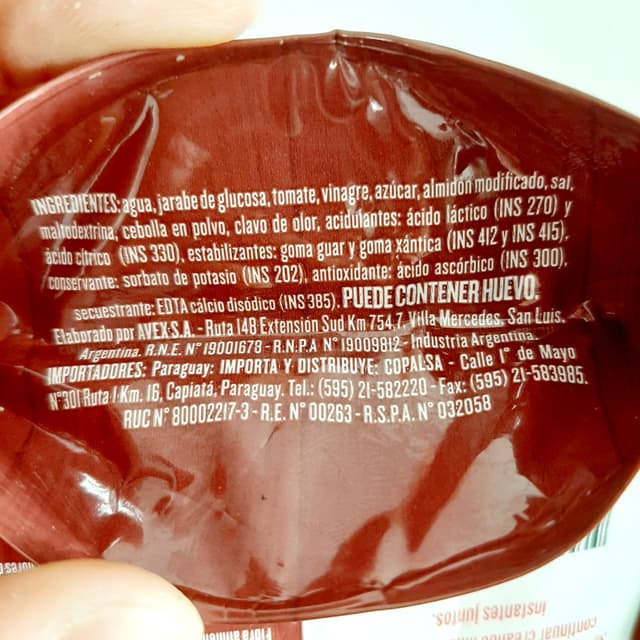 INGREDIENTES: agua, jarabe de glucosa, tomate, vinagre, azúcar, almidón modificado, sal,
maltodextrina, cebolla en polvo, clavo de olor, acidulantes: ácido láctico (INS 270) y
ácido cítrico (INS 330), estabilizantes: goma guar y goma xántica (INS 412 y INS 415),
conservante: sorbato de potasio (INS 202), antioxidante: ácido ascórbico (INS 300),
secuestrante: EDTA cálcio disódico (INS 385). PUEDE CONTENER HUEVO.
Elaborado por AVEX S.A. - Ruta 148 Extensión Sud Km 754,7. Villa Mercedes. San Luis.
Argentina. R.N.E. N° 19001678 - R.N.P.A N° 19009812 - Industria Argentina.
IMPORTADORES: Paraguay: IMPORTA Y DISTRIBUYE: COPALSA - Calle 1° de Mayo
N°301 Ruta 1 Km. 16, Capiatá, Paraguay. Tel.: (595) 21-582220 - Fax: (595) 21-583985.
RUC N° 80002217-3 - R.E. N° 00263 - R.S.P.A. N° 032058
instantes juntos.
continuar creando